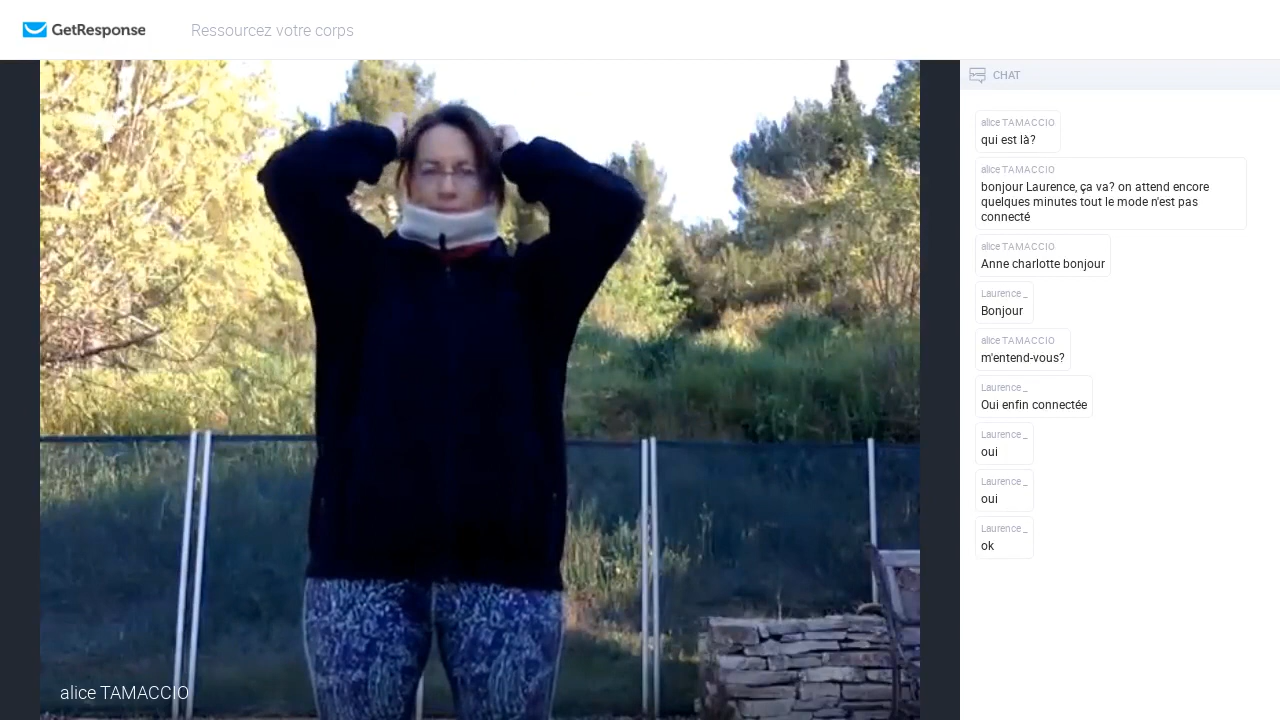 GetResponse
Ressourcez votre corps
CHAT
alice TAMACCIO
qui est là?
alice TAMACCIO
bonjour Laurence, ça va? on attend encore
quelques minutes tout le mode n'est pas
connecté
alice TAMACCIO
Anne charlotte bonjour
Laurence _
Bonjour
alice TAMACCIO
m'entend-vous?
Laurence _
Oui enfin connectée
Laurence _
oui
Laurence _
oui
Laurence _
ok
alice TAMACCIO